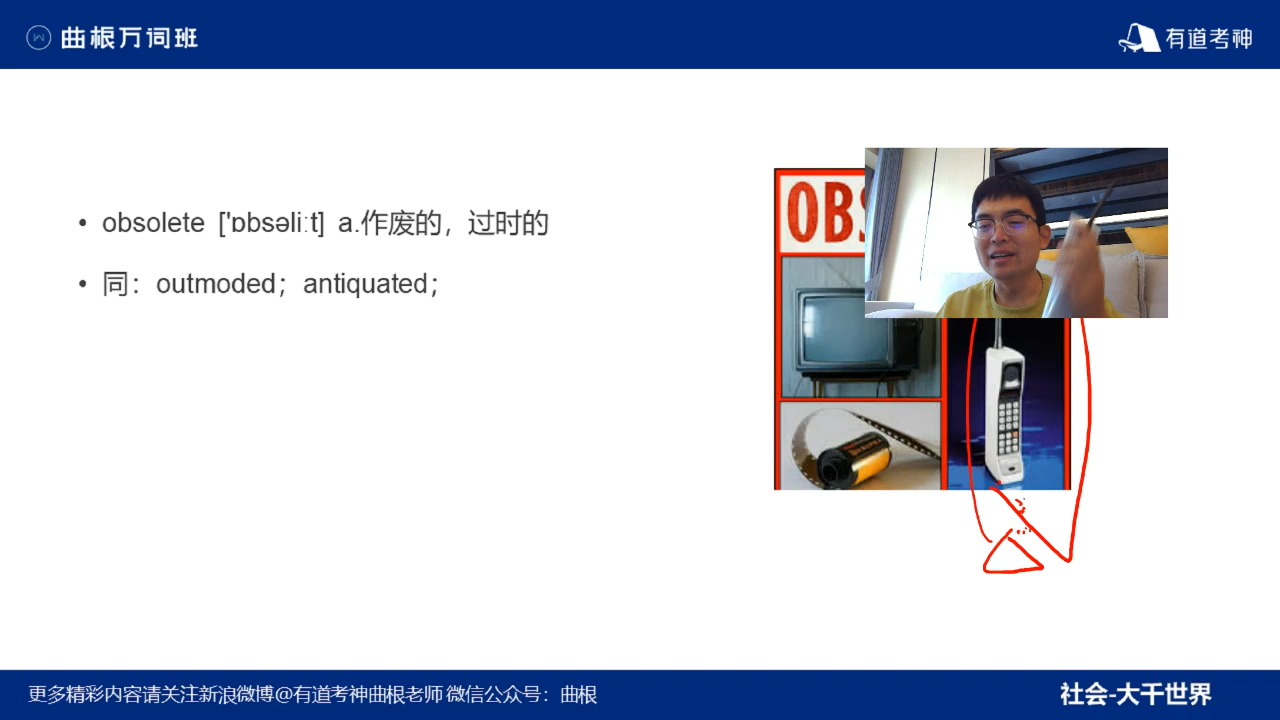 曲根万词班
有道考神
• obsolete ['ɒbsəliːt] a.作废的，过时的
• 同：outmoded；antiquated；
OBS
更多精彩内容请关注新浪微博@有道考神曲根老师 微信公众号：曲根
社会-大千世界